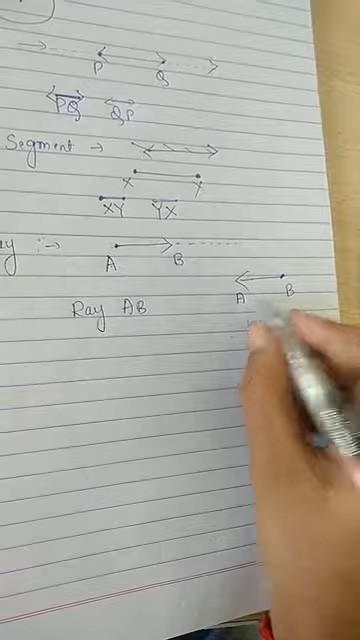 P Q
PQ QP
Segment →
X Y
XY YX
A B
A B
Ray AB